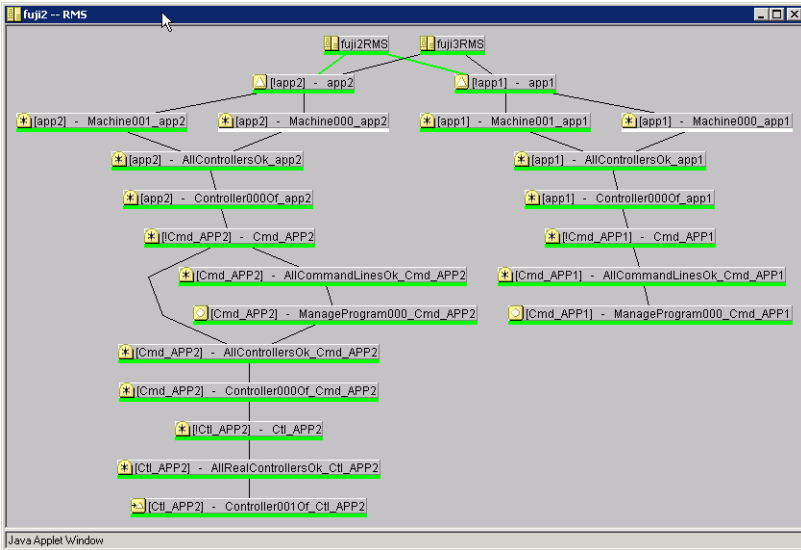 fuji2 -- RMS
fuji2RMS fuji3RMS
[!app2] - app2 [!app1] - app1
[app2] - Machine001_app2 [app2] - Machine000_app2 [app1] - Machine001_app1 [app1] - Machine000_app1
[app2] - AllControllersOk_app2 [app1] - AllControllersOk_app1
[app2] - Controller000Of_app2 [app1] - Controller000Of_app1
[!Cmd_APP2] - Cmd_APP2 [!Cmd_APP1] - Cmd_APP1
[Cmd_APP2] - AllCommandLinesOk_Cmd_APP2 [Cmd_APP1] - AllCommandLinesOk_Cmd_APP1
[Cmd_APP2] - ManageProgram000_Cmd_APP2 [Cmd_APP1] - ManageProgram000_Cmd_APP1
[Cmd_APP2] - AllControllersOk_Cmd_APP2
[Cmd_APP2] - Controller000Of_Cmd_APP2
[!Ctl_APP2] - Ctl_APP2
[Ctl_APP2] - AllRealControllersOk_Ctl_APP2
[Ctl_APP2] - Controller001Of_Ctl_APP2
Java Applet Window